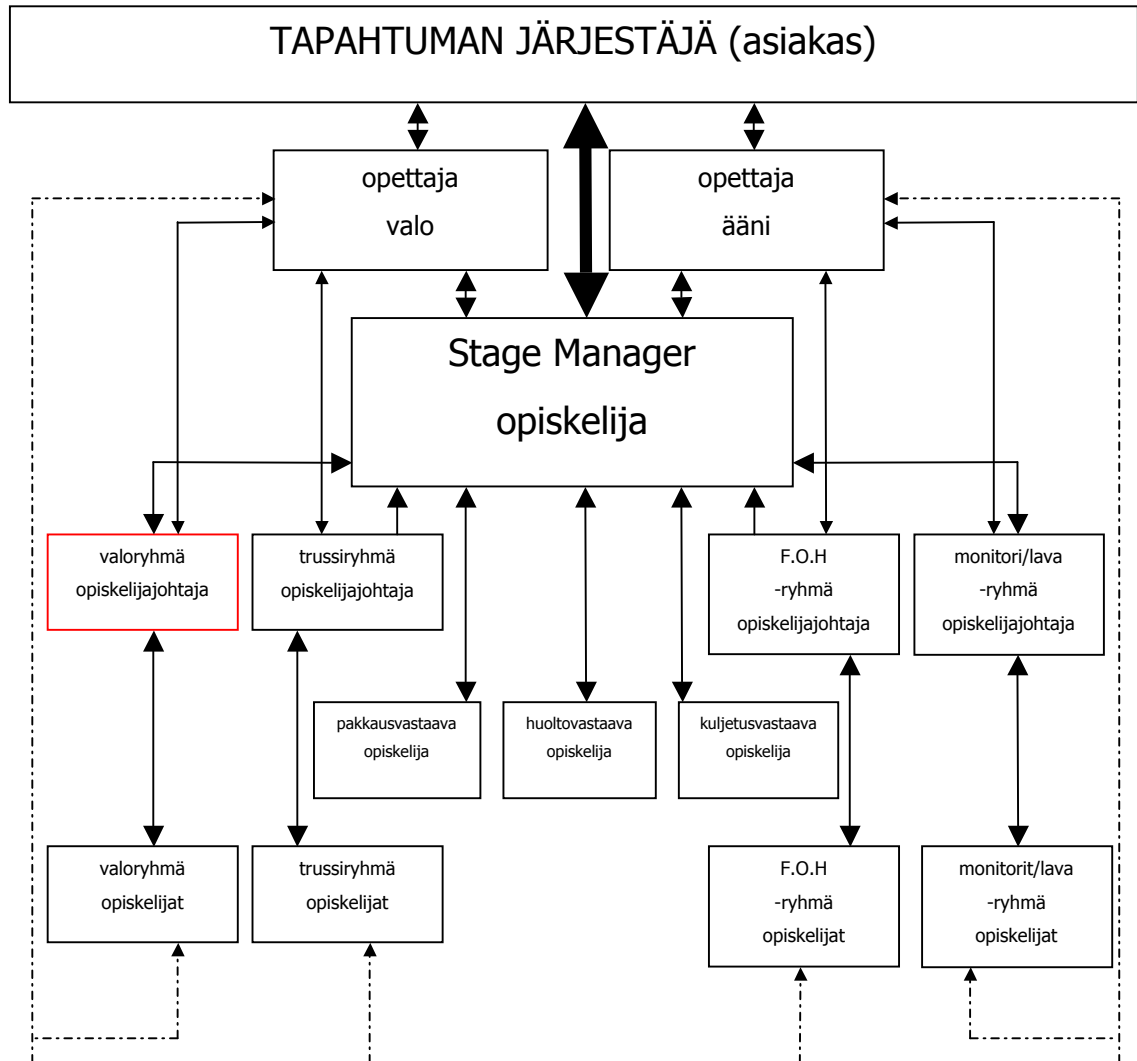 TAPAHTUMAN JÄRJESTÄJÄ (asiakas)
opettaja
valo
opettaja
ääni
Stage Manager
opiskelija
valoryhmä
opiskelijajohtaja
trussiryhmä
opiskelijajohtaja
F.O.H
-ryhmä
opiskelijajohtaja
monitori/lava
-ryhmä
opiskelijajohtaja
pakkausvastaava
opiskelija
huoltovastaava
opiskelija
kuljetusvastaava
opiskelija
valoryhmä
opiskelijat
trussiryhmä
opiskelijat
F.O.H
-ryhmä
opiskelijat
monitorit/lava
-ryhmä
opiskelijat